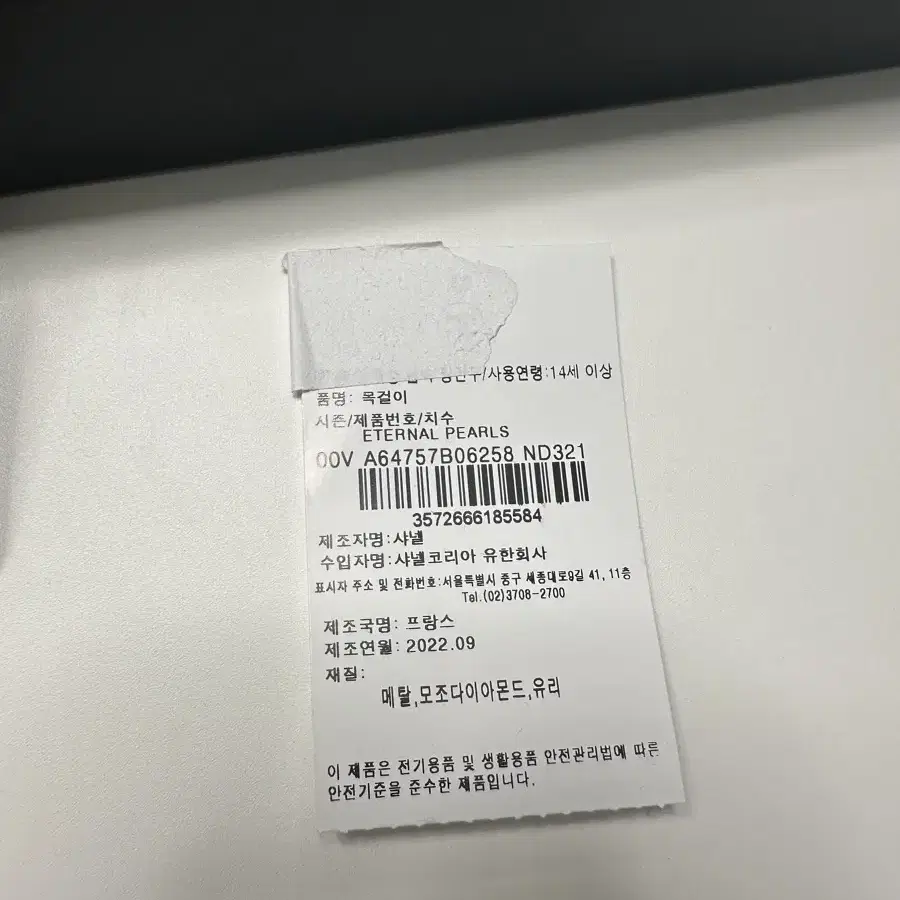 /사용연령:14세 이상
품명: 목걸이
시즌/제품번호/치수
ETERNAL PEARLS
00V A64757B06258 ND321
3572666185584
제조자명:샤넬
수입자명:샤넬코리아 유한회사
표시자 주소 및 전화번호:서울특별시 중구 세종대로9길 41, 11층
Tel.(02)3708-2700
제조국명: 프랑스
제조연월: 2022.09
재질:
메탈,모조다이아몬드,유리
이 제품은 전기용품 및 생활용품 안전관리법에 따른
안전기준을 준수한 제품입니다.